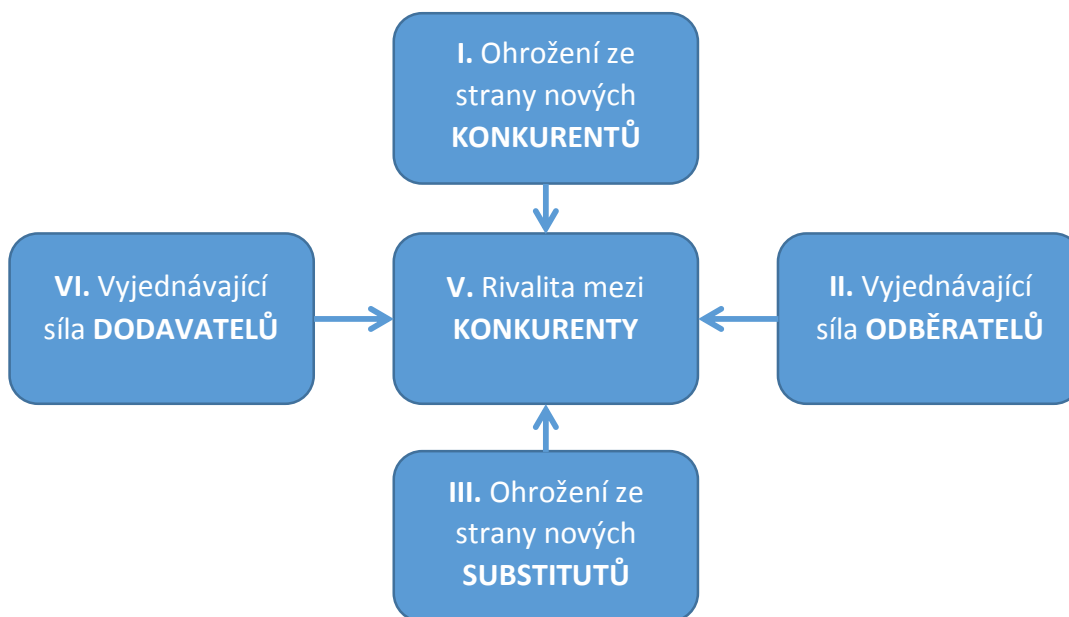 I. Ohrožení ze
strany nových
KONKURENTŮ
VI. Vyjednávající
síla DODAVATELŮ
V. Rivalita mezi
KONKURENTY
II. Vyjednávající
síla ODBĚRATELŮ
III. Ohrožení ze
strany nových
SUBSTITUTŮ